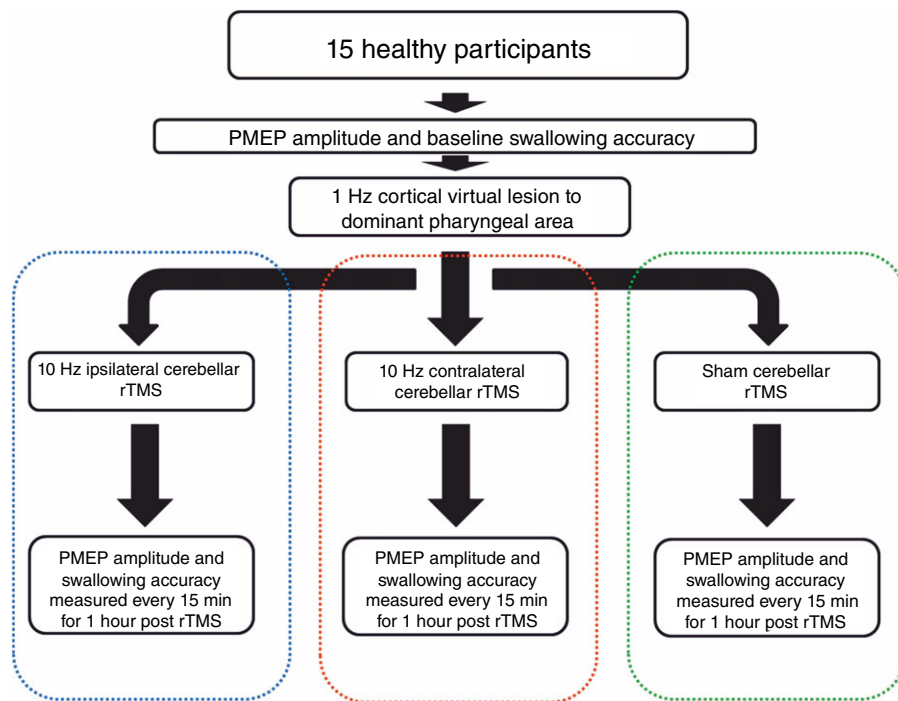 15 healthy participants
PMEP amplitude and baseline swallowing accuracy
1 Hz cortical virtual lesion to
dominant pharyngeal area
10 Hz ipsilateral cerebellar
rTMS
10 Hz contralateral
cerebellar rTMS
Sham cerebellar
rTMS
PMEP amplitude and
swallowing accuracy
measured every 15 min
for 1 hour post rTMS
PMEP amplitude and
swallowing accuracy
measured every 15 min
for 1 hour post rTMS
PMEP amplitude and
swallowing accuracy
measured every 15 min
for 1 hour post rTMS